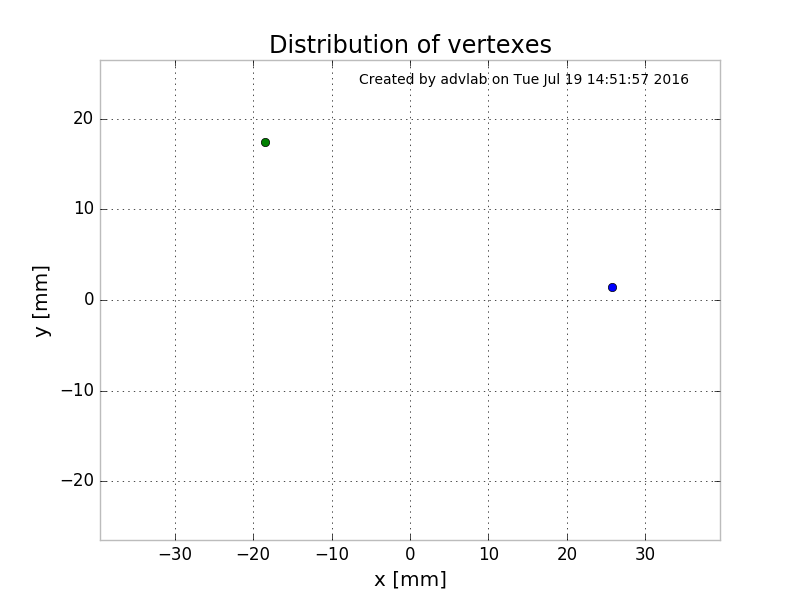 Distribution of vertexes
Created by advlab on Tue Jul 19 14:51:57 2016
20
10
0
−10
−20
y [mm]
−30 −20 −10 0 10 20 30
x [mm]